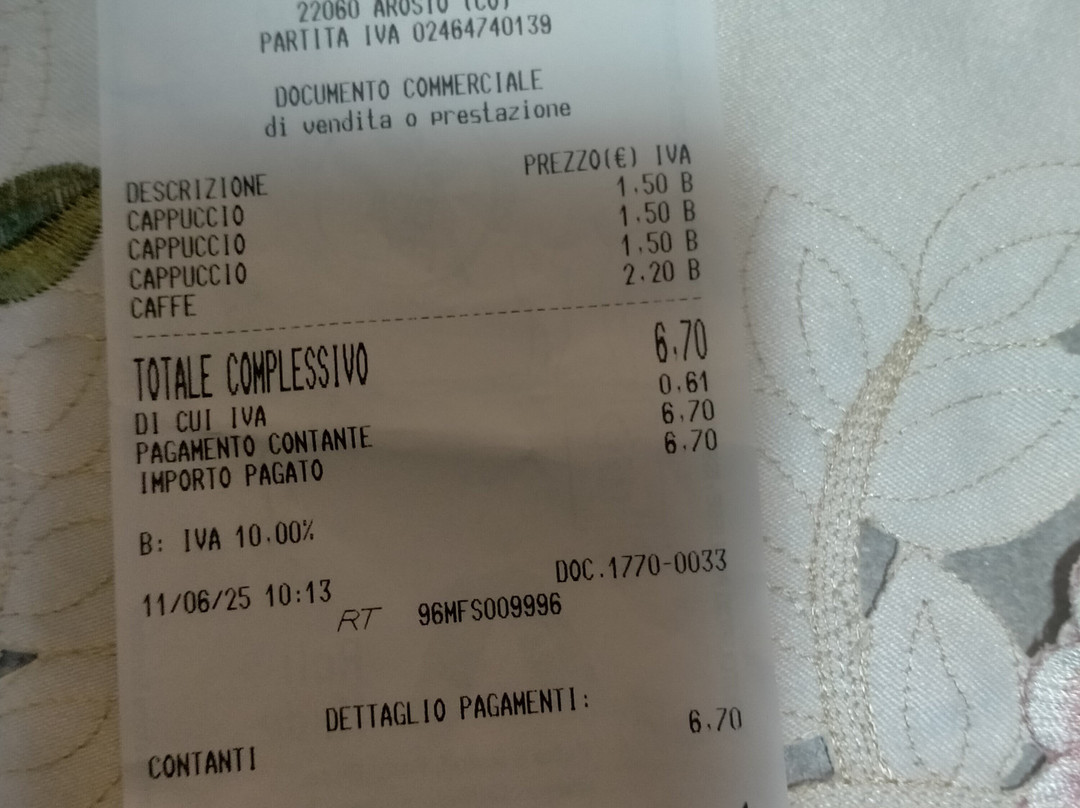 22060 AROSIO (CO)
PARTITA IVA 02464740139
DOCUMENTO COMMERCIALE
di vendita o prestazione
DESCRIZIONE PREZZO(€) IVA
CAPPUCCIO 1.50 B
CAPPUCCIO 1.50 B
CAPPUCCIO 1.50 B
CAFFE 2.20 B
TOTALE COMPLESSIVO 6.70
DI CUI IVA 0.61
PAGAMENTO CONTANTE 6.70
IMPORTO PAGATO 6.70
B: IVA 10.00%
11/06/25 10:13 DOC.1770-0033
RT 96MFS009996
DETTAGLIO PAGAMENTI:
CONTANTI 6.70